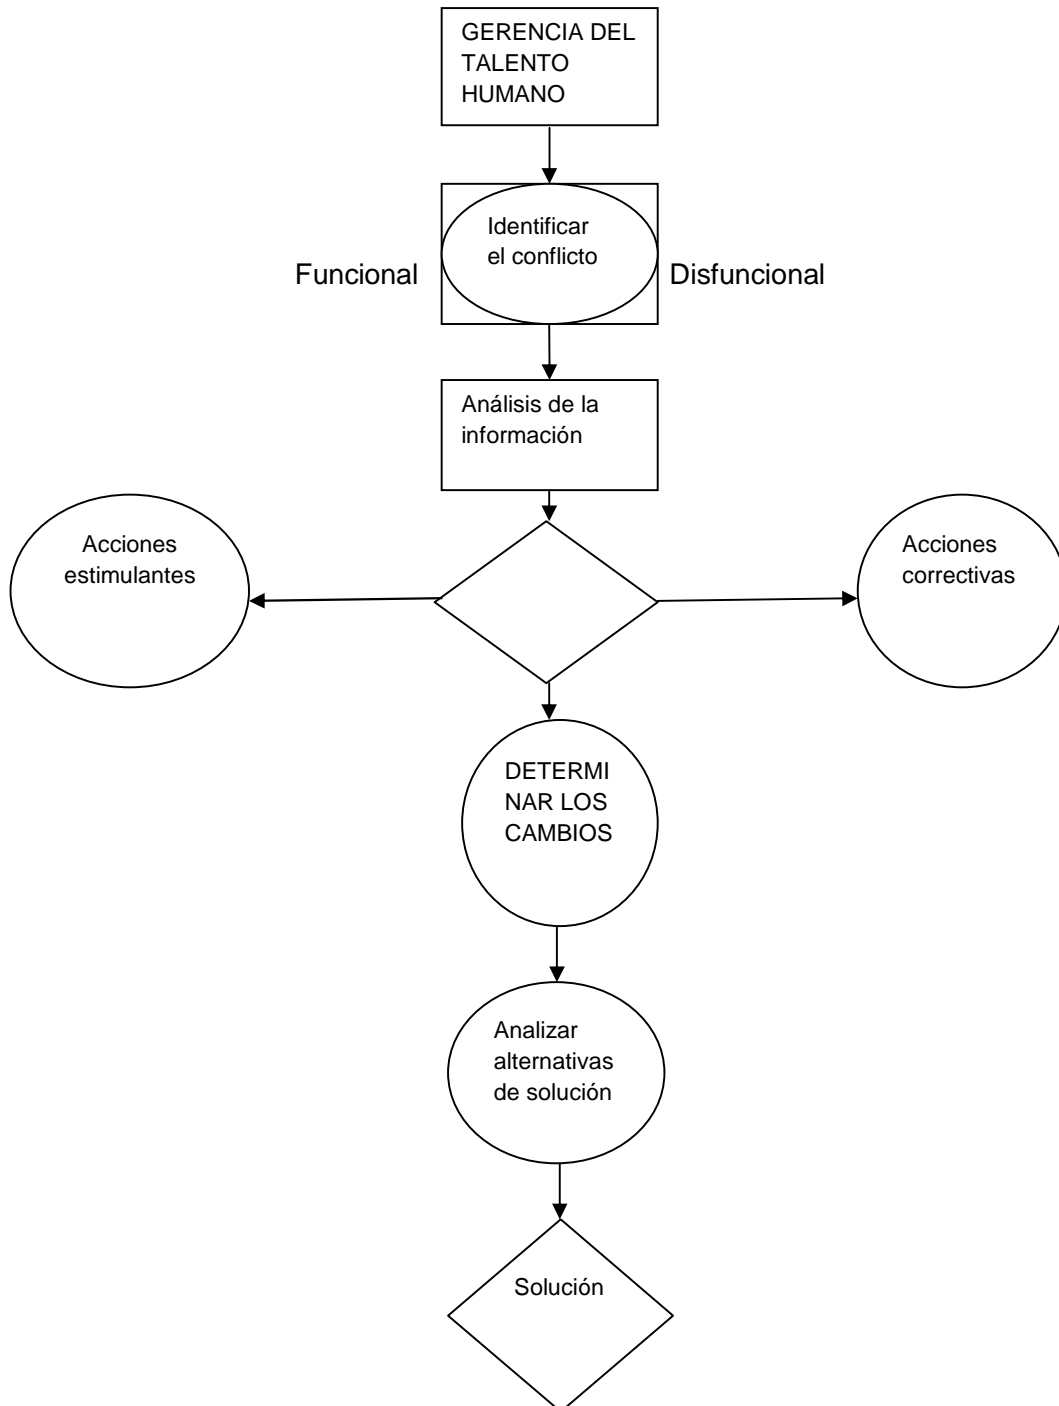 GERENCIA DEL
TALENTO
HUMANO
Identificar
el conflicto
Funcional
Disfuncional
Análisis de la
información
Acciones
estimulantes
Acciones
correctivas
DETERMI
NAR LOS
CAMBIOS
Analizar
alternativas
de solución
Solución